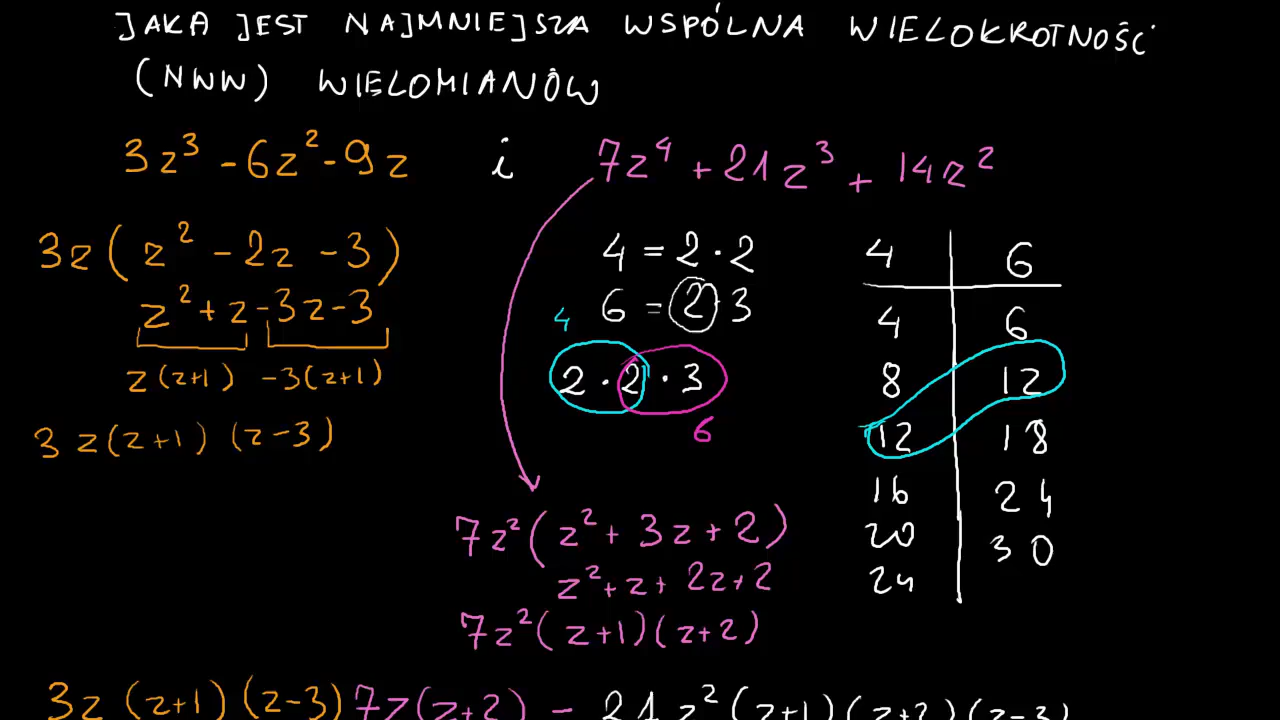 JAKA JEST NAJMNIEJSZA WSPÓLNA WIELOKROTNOŚĆ
(NWW) WIELOMIANÓW
3z³ - 6z² - 9z i 7z⁴ + 21z³ + 14z²
3z(z² - 2z - 3)
z² + z - 3z - 3
z(z+1) -3(z+1)
3z(z+1)(z-3)
4 = 2 · 2
6 = 2 · 3
4
2 · 2 · 3
6
4 6
4 6
8 12
12 18
16 24
20 30
24
7z²(z² + 3z + 2)
z² + z + 2z + 2
7z²(z+1)(z+2)
3z(z+1)(z-3)7z(z+2) = 21z²(z+1)(z+2)(z-3)